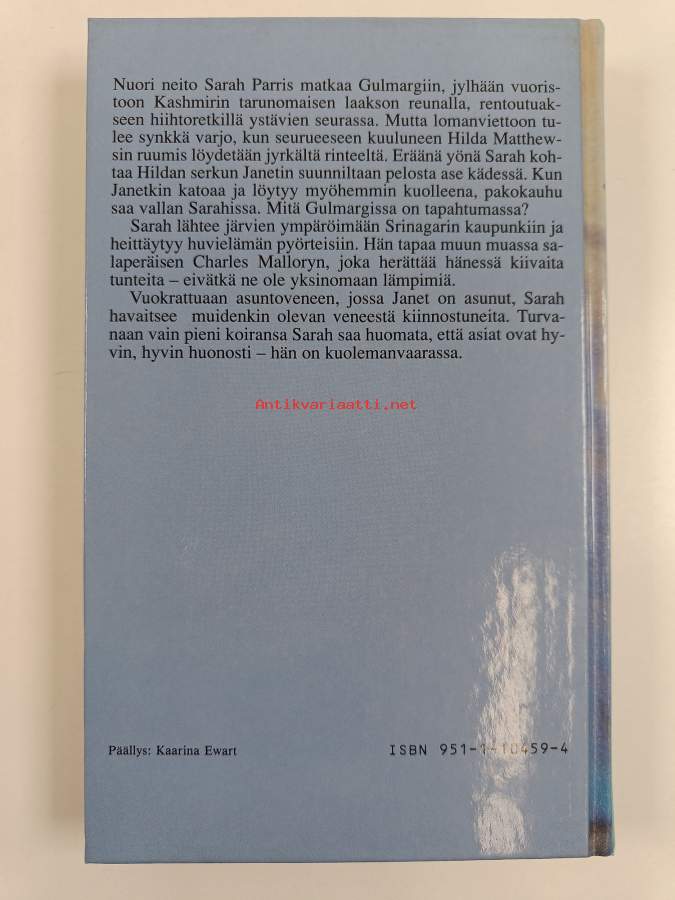 Nuori neito Sarah Parris matkaa Gulmargiin, jylhään vuoris-
toon Kashmirin tarunomaisen laakson reunalla, rentoutuak-
seen hiihtoretkillä ystävien seurassa. Mutta lomanviettoon tu-
lee synkkä varjo, kun seurueeseen kuuluneen Hilda Matthew-
sin ruumis löydetään jyrkältä rinteeltä. Eräänä yönä Sarah koh-
taa Hildan serkun Janetin suunniltaan pelosta ase kädessä. Kun
Janetkin katoaa ja löytyy myöhemmin kuolleena, pakokauhu
saa vallan Sarahissa. Mitä Gulmargissa on tapahtumassa?
Sarah lähtee järvien ympäröimään Srinagarin kaupunkiin ja
heittäytyy huvielämän pyörteisiin. Hän tapaa muun muassa sa-
laperäisen Charles Malloryn, joka herättää hänessä kiivaita
tunteita – eivätkä ne ole yksinomaan lämpimiä.
Vuokrattuaan asuntoveneen, jossa Janet on asunut, Sarah
havaitsee muidenkin olevan veneestä kiinnostuneita. Turva-
naan vain pieni koiransa Sarah saa huomata, että asiat ovat hy-
vin, hyvin huonosti – hän on kuolemanvaarassa.
Antikvariaatti.net
Päällys: Kaarina Ewart
ISBN 951-1-10459-4